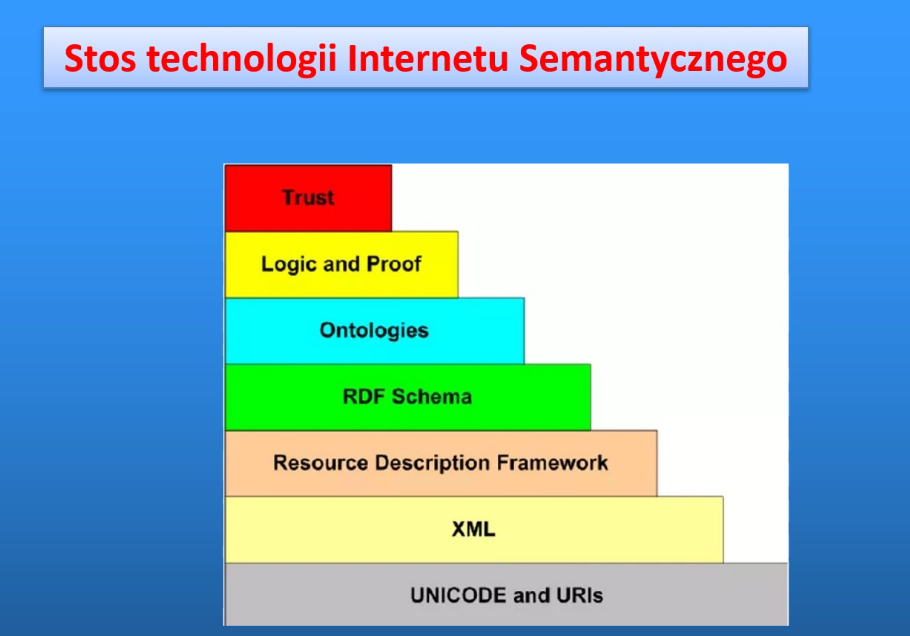 Stos technologii Internetu Semantycznego
Trust
Logic and Proof
Ontologies
RDF Schema
Resource Description Framework
XML
UNICODE and URIs